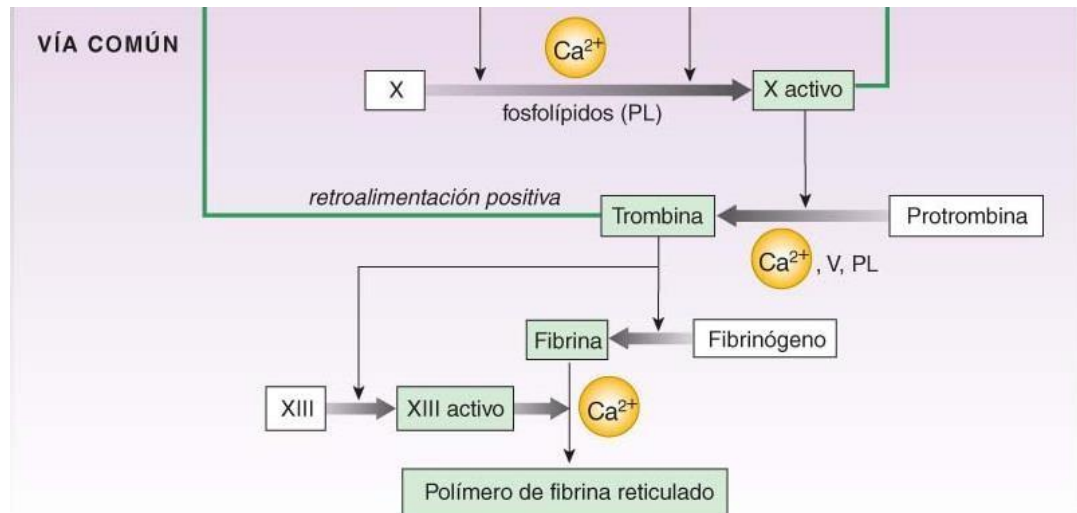 VÍA COMÚN
Ca²⁺
X
X activo
fosfolípidos (PL)
retroalimentación positiva
Trombina
Protrombina
Ca²⁺ , V, PL
Fibrina
Fibrinógeno
XIII
XIII activo
Ca²⁺
Polímero de fibrina reticulado